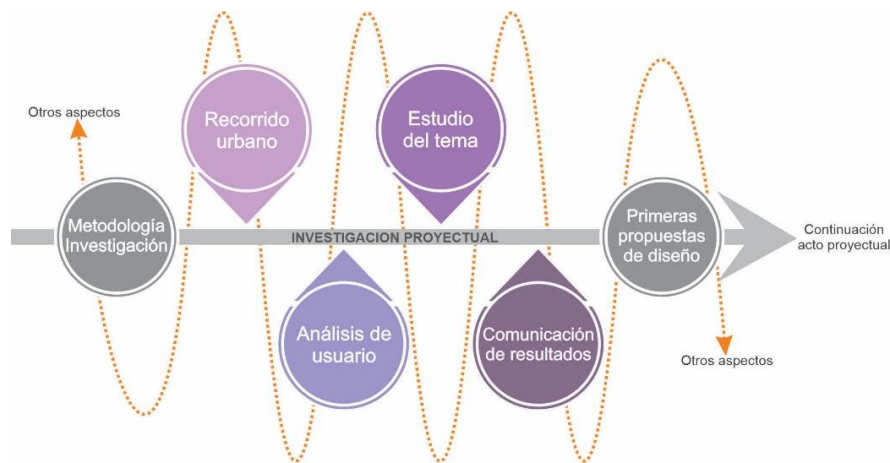 Otros aspectos
Metodología
Investigación
Recorrido
urbano
Estudio
del tema
INVESTIGACION PROYECTUAL
Análisis de
usuario
Comunicación
de resultados
Primeras
propuestas
de diseño
Continuación
acto proyectual
Otros aspectos